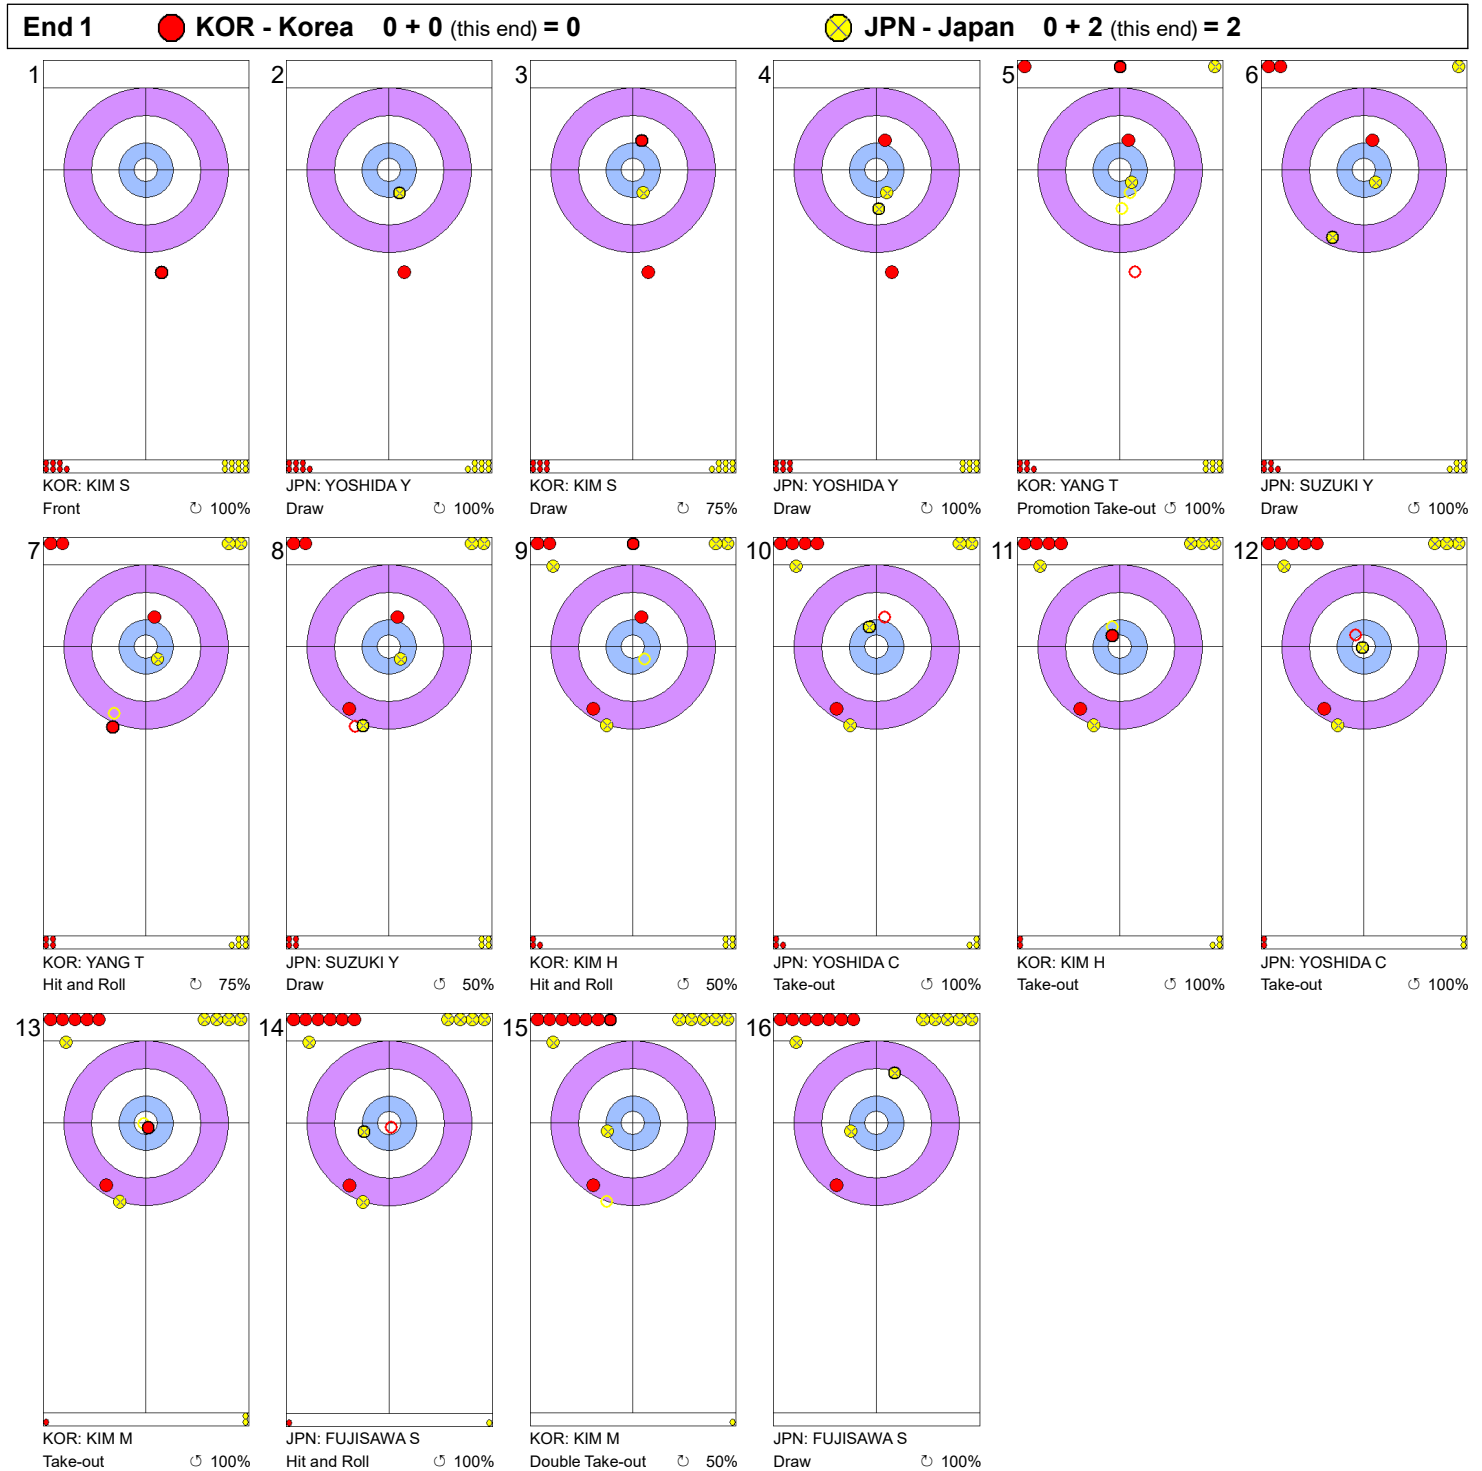 End 1 KOR - Korea 0 + 0 (this end) = 0 JPN - Japan 0 + 2 (this end) = 2
1 2 3 4 5 6
KOR: KIM S JPN: YOSHIDA Y KOR: KIM S JPN: YOSHIDA Y KOR: YANG T JPN: SUZUKI Y
Front ↻ 100% Draw ↻ 100% Draw ↻ 75% Draw ↺ 100% Promotion Take-out ↺ 100% Draw ↺ 100%
7 8 9 10 11 12
KOR: YANG T JPN: SUZUKI Y KOR: KIM H JPN: YOSHIDA C KOR: KIM H JPN: YOSHIDA C
Hit and Roll ↻ 75% Draw ↺ 50% Hit and Roll ↺ 50% Take-out ↺ 100% Take-out ↺ 100% Take-out ↺ 100%
13 14 15 16
KOR: KIM M JPN: FUJISAWA S KOR: KIM M JPN: FUJISAWA S
Take-out ↺ 100% Hit and Roll ↺ 100% Double Take-out ↻ 50% Draw ↻ 100%